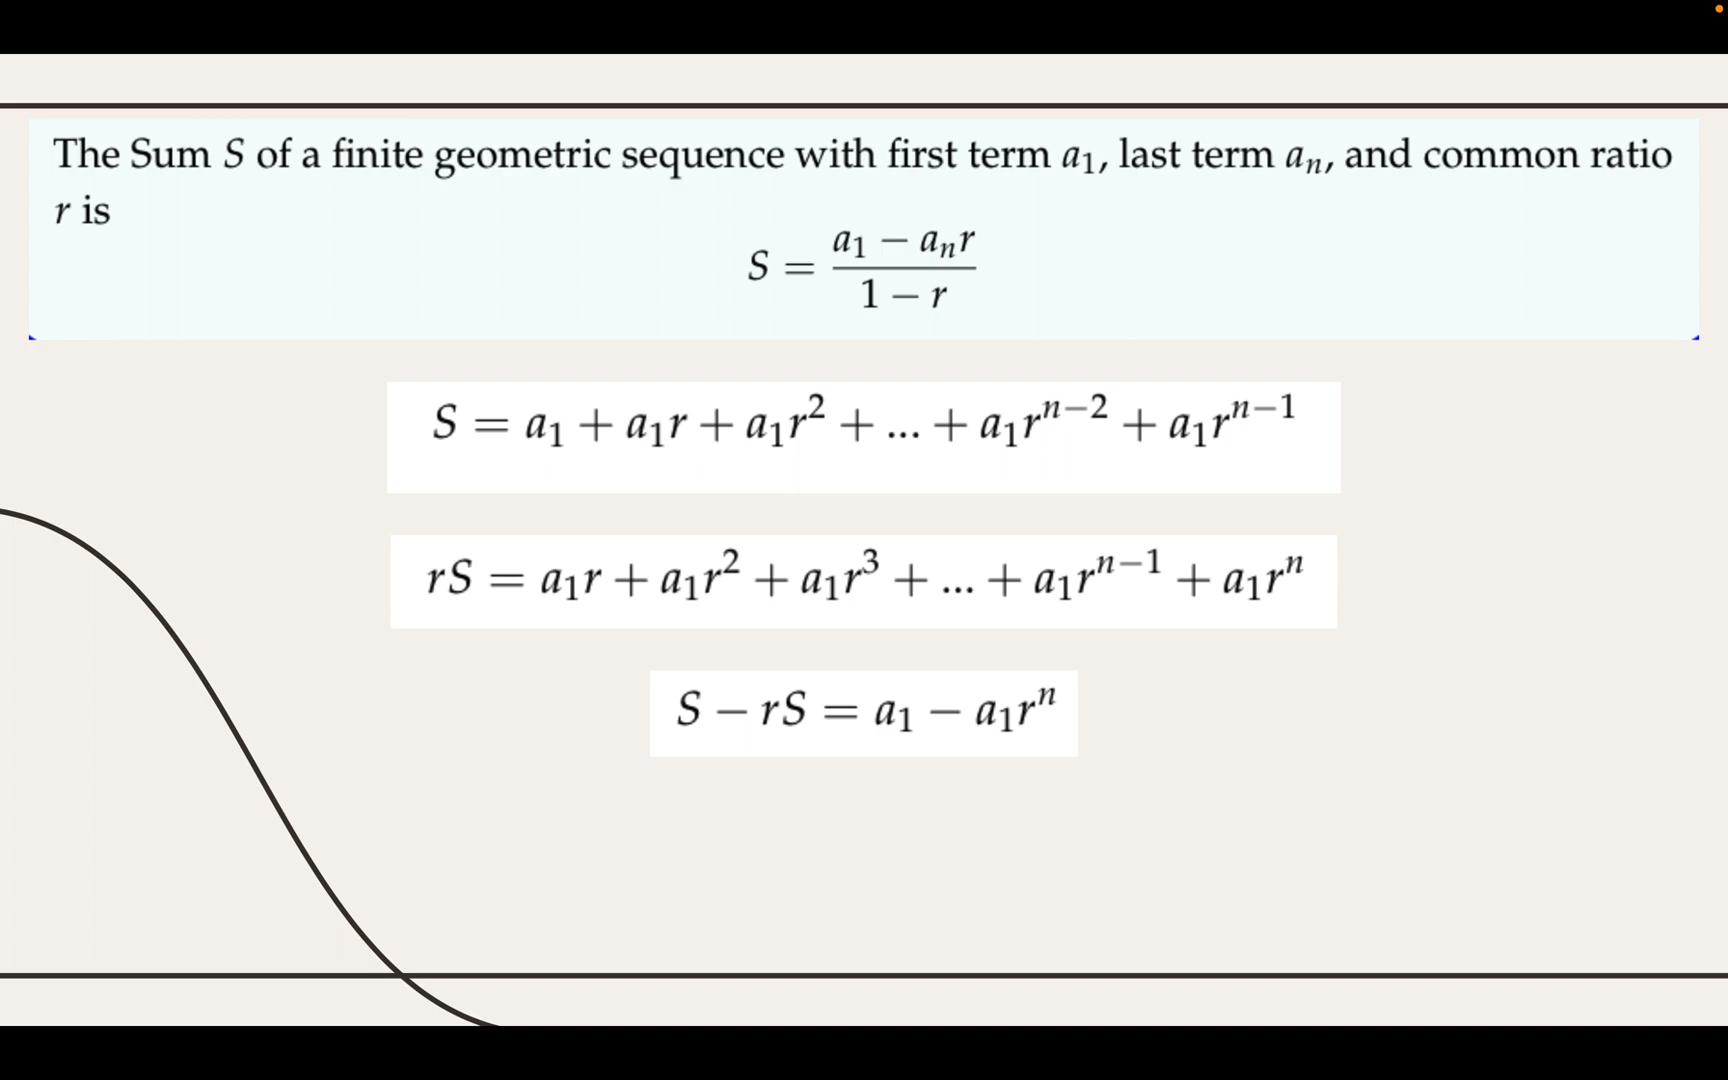 The Sum S of a finite geometric sequence with first term a₁, last term aₙ, and common ratio
r is
S = (a₁ − aₙr) / (1 − r)
S = a₁ + a₁r + a₁r² + ... + a₁rⁿ⁻² + a₁rⁿ⁻¹
rS = a₁r + a₁r² + a₁r³ + ... + a₁rⁿ⁻¹ + a₁rⁿ
S − rS = a₁ − a₁rⁿ